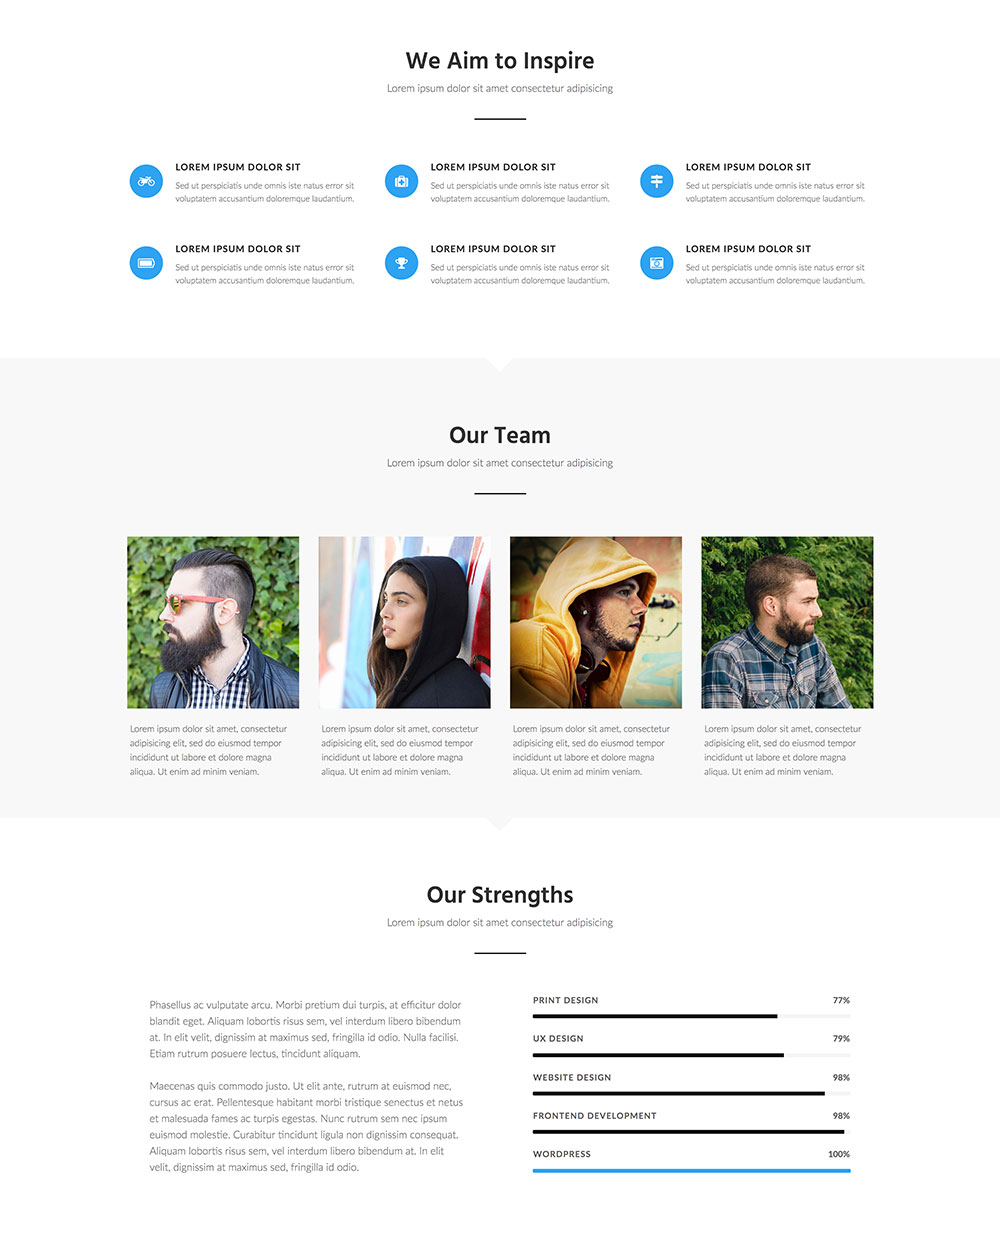 We Aim to Inspire
Lorem ipsum dolor sit amet consectetur adipisicing
LOREM IPSUM DOLOR SIT
Sed ut perspiciatis unde omnis iste natus error sit
voluptatem accusantium doloremque laudantium.
LOREM IPSUM DOLOR SIT
Sed ut perspiciatis unde omnis iste natus error sit
voluptatem accusantium doloremque laudantium.
LOREM IPSUM DOLOR SIT
Sed ut perspiciatis unde omnis iste natus error sit
voluptatem accusantium doloremque laudantium.
LOREM IPSUM DOLOR SIT
Sed ut perspiciatis unde omnis iste natus error sit
voluptatem accusantium doloremque laudantium.
LOREM IPSUM DOLOR SIT
Sed ut perspiciatis unde omnis iste natus error sit
voluptatem accusantium doloremque laudantium.
LOREM IPSUM DOLOR SIT
Sed ut perspiciatis unde omnis iste natus error sit
voluptatem accusantium doloremque laudantium.
Our Team
Lorem ipsum dolor sit amet consectetur adipisicing
Lorem ipsum dolor sit amet, consectetur
adipisicing elit, sed do eiusmod tempor
incididunt ut labore et dolore magna
aliqua. Ut enim ad minim veniam.
Lorem ipsum dolor sit amet, consectetur
adipisicing elit, sed do eiusmod tempor
incididunt ut labore et dolore magna
aliqua. Ut enim ad minim veniam.
Lorem ipsum dolor sit amet, consectetur
adipisicing elit, sed do eiusmod tempor
incididunt ut labore et dolore magna
aliqua. Ut enim ad minim veniam.
Lorem ipsum dolor sit amet, consectetur
adipisicing elit, sed do eiusmod tempor
incididunt ut labore et dolore magna
aliqua. Ut enim ad minim veniam.
Our Strengths
Lorem ipsum dolor sit amet consectetur adipisicing
Phasellus ac vulputate arcu. Morbi pretium dui turpis, at efficitur dolor
blandit eget. Aliquam lobortis risus sem, vel interdum libero bibendum
at. In elit velit, dignissim at maximus sed, fringilla id odio. Nulla facilisi.
Etiam rutrum posuere lectus, tincidunt aliquam.
Maecenas quis commodo justo. Ut elit ante, rutrum at euismod nec,
cursus ac erat. Pellentesque habitant morbi tristique senectus et netus
et malesuada fames ac turpis egestas. Nunc rutrum sem nec ipsum
euismod molestie. Curabitur tincidunt ligula non dignissim consequat.
Aliquam lobortis risus sem, vel interdum libero bibendum at. In elit
velit, dignissim at maximus sed, fringilla id odio.
PRINT DESIGN 77%
UX DESIGN 79%
WEBSITE DESIGN 98%
FRONTEND DEVELOPMENT 98%
WORDPRESS 100%